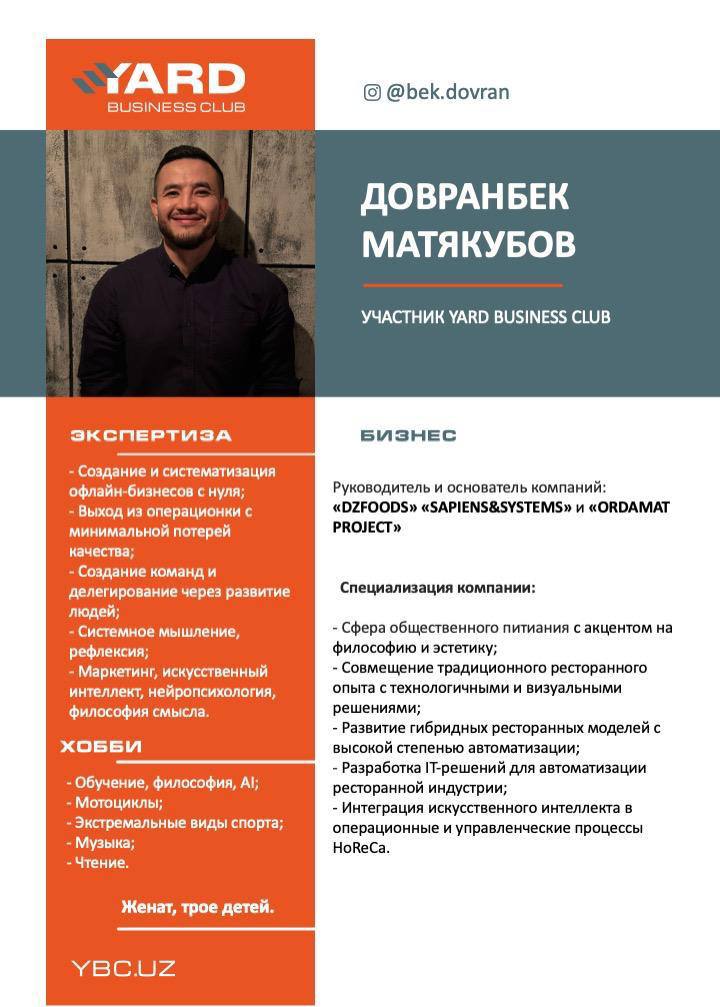 YARD
BUSINESS CLUB
@bek.dovran
ДОВРАНБЕК
МАТЯКУБОВ
УЧАСТНИК YARD BUSINESS CLUB
ЭКСПЕРТИЗА
- Создание и систематизация
офлайн-бизнесов с нуля;
- Выход из операционки с
минимальной потерей
качества;
- Создание команд и
делегирование через развитие
людей;
- Системное мышление,
рефлексия;
- Маркетинг, искусственный
интеллект, нейропсихология,
философия смысла.
ХОББИ
- Обучение, философия, AI;
- Мотоциклы;
- Экстремальные виды спорта;
- Музыка;
- Чтение.
Женат, трое детей.
YBC.UZ
БИЗНЕС
Руководитель и основатель компаний:
«DZFOODS» «SAPIENS&SYSTEMS» и «ORDAMAT
PROJECT»
Специализация компании:
- Сфера общественного питиания с акцентом на
философию и эстетику;
- Совмещение традиционного ресторанного
опыта с технологичными и визуальными
решениями;
- Развитие гибридных ресторанных моделей с
высокой степенью автоматизации;
- Разработка IT-решений для автоматизации
ресторанной индустрии;
- Интеграция искусственного интеллекта в
операционные и управленческие процессы
HoReCa.